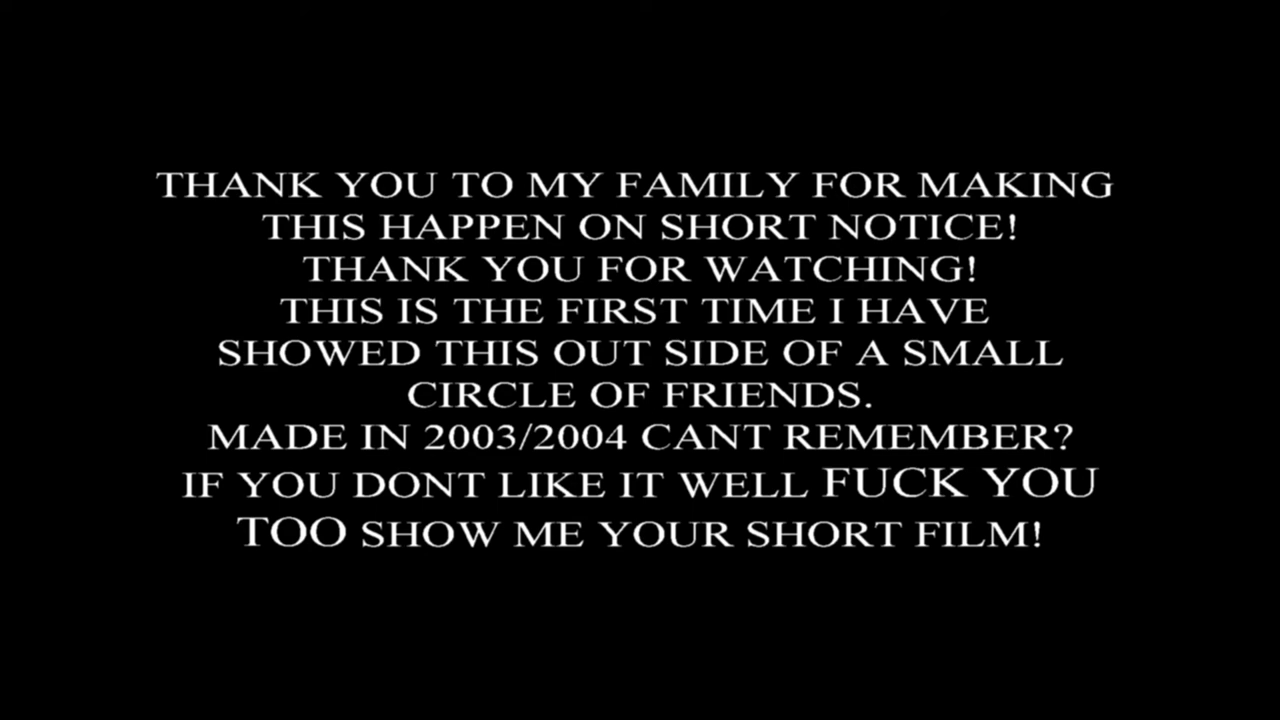 THANK YOU TO MY FAMILY FOR MAKING
THIS HAPPEN ON SHORT NOTICE!
THANK YOU FOR WATCHING!
THIS IS THE FIRST TIME I HAVE
SHOWED THIS OUT SIDE OF A SMALL
CIRCLE OF FRIENDS.
MADE IN 2003/2004 CANT REMEMBER?
IF YOU DONT LIKE IT WELL FUCK YOU
TOO SHOW ME YOUR SHORT FILM!